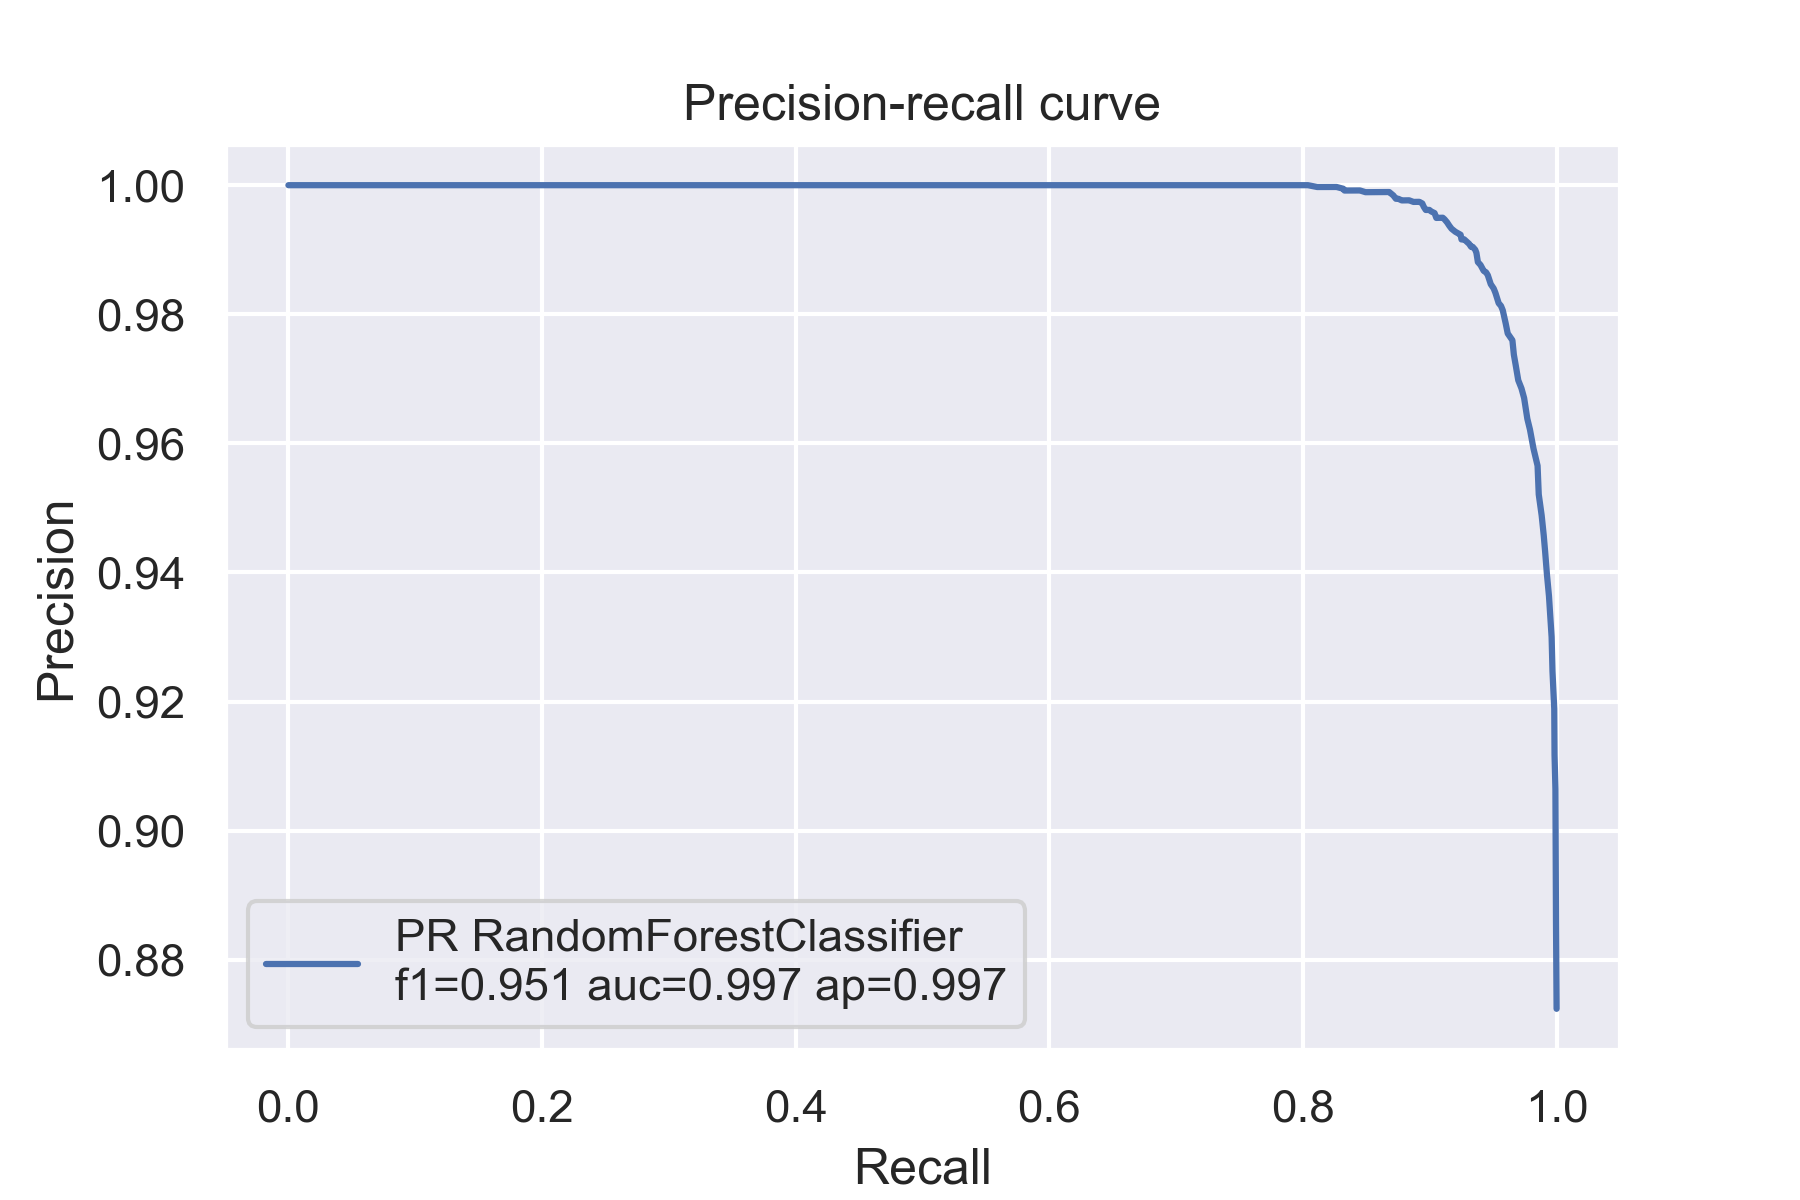 Precision-recall curve
1.00
0.98
0.96
0.94
0.92
0.90
0.88
Precision
PR RandomForestClassifier
f1=0.951 auc=0.997 ap=0.997
0.0 0.2 0.4 0.6 0.8 1.0
Recall